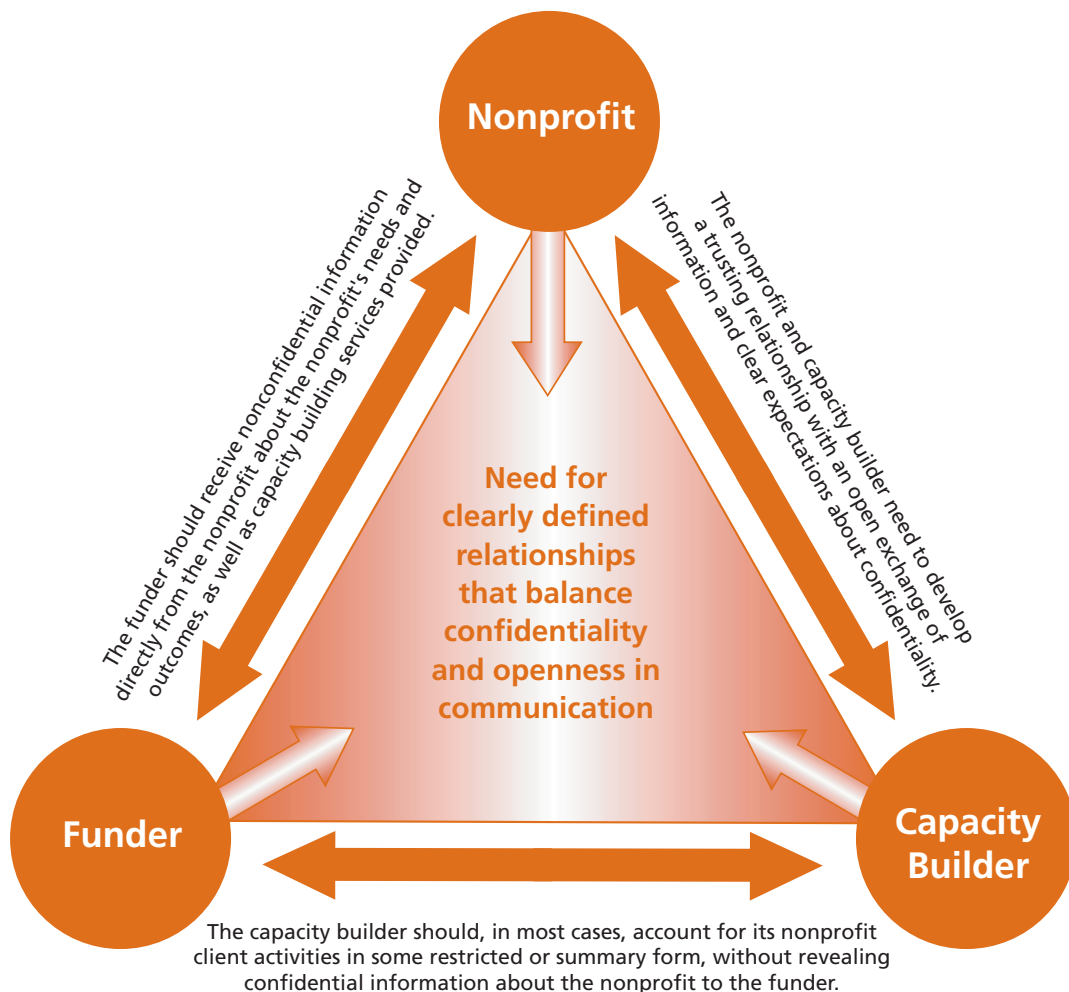 Nonprofit
The funder should receive nonconfidential information
directly from the nonprofit about the nonprofit's needs and
outcomes, as well as capacity building services provided.
The nonprofit and capacity builder need to develop
a trusting relationship with an open exchange of
information and clear expectations about confidentiality.
Need for
clearly defined
relationships
that balance
confidentiality
and openness in
communication
Funder
Capacity
Builder
The capacity builder should, in most cases, account for its nonprofit
client activities in some restricted or summary form, without revealing
confidential information about the nonprofit to the funder.